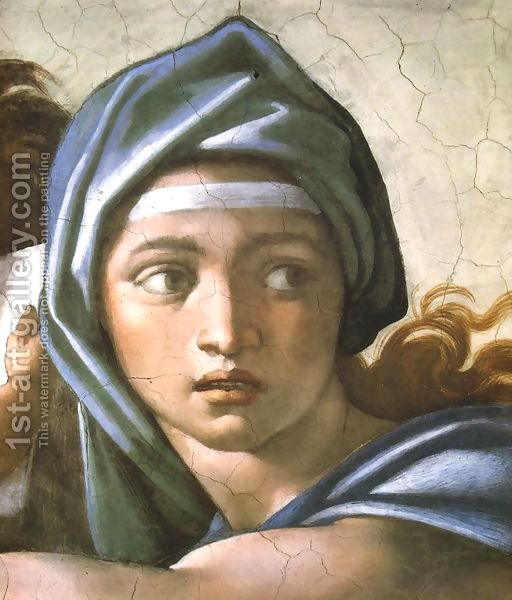 1st-art-gallery.com
This watermark does not appear on the painting